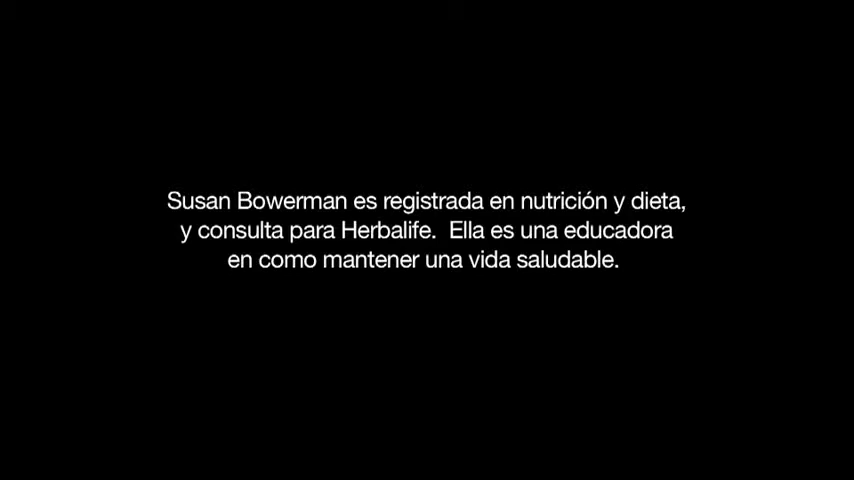 Susan Bowerman es registrada en nutrición y dieta,
y consulta para Herbalife.  Ella es una educadora
en como mantener una vida saludable.